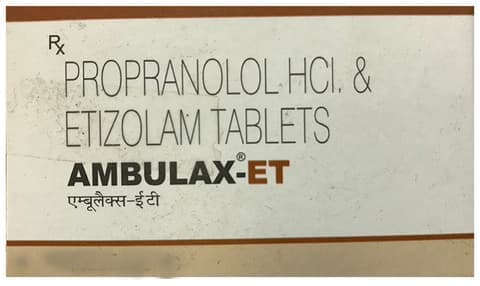 Rx
PROPRANOLOL HCl. &
ETIZOLAM TABLETS
AMBULAX®-ET
एम्बूलैक्स-ई टी